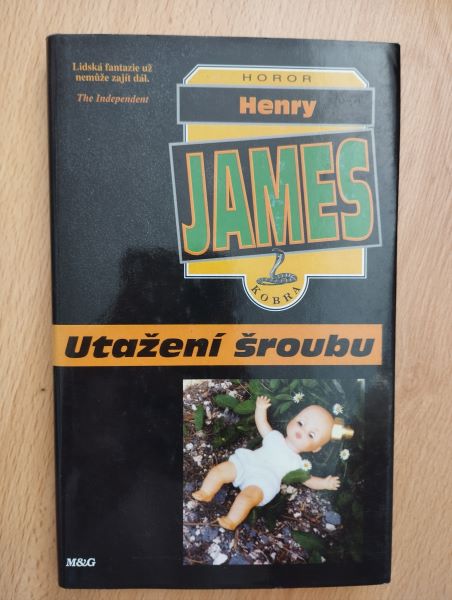 Lidská fantazie už
nemůže zajít dál.
The Independent
HOROR
Henry
JAMES
KOBRA
Utažení šroubu
M&G